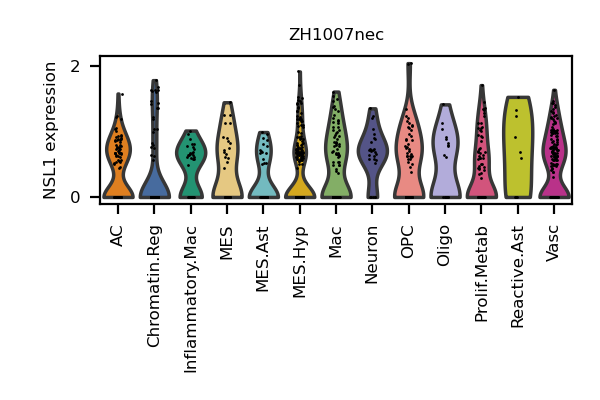 ZH1007nec
NSL1 expression
2
0
AC
Chromatin.Reg
Inflammatory.Mac
MES
MES.Ast
MES.Hyp
Mac
Neuron
OPC
Oligo
Prolif.Metab
Reactive.Ast
Vasc